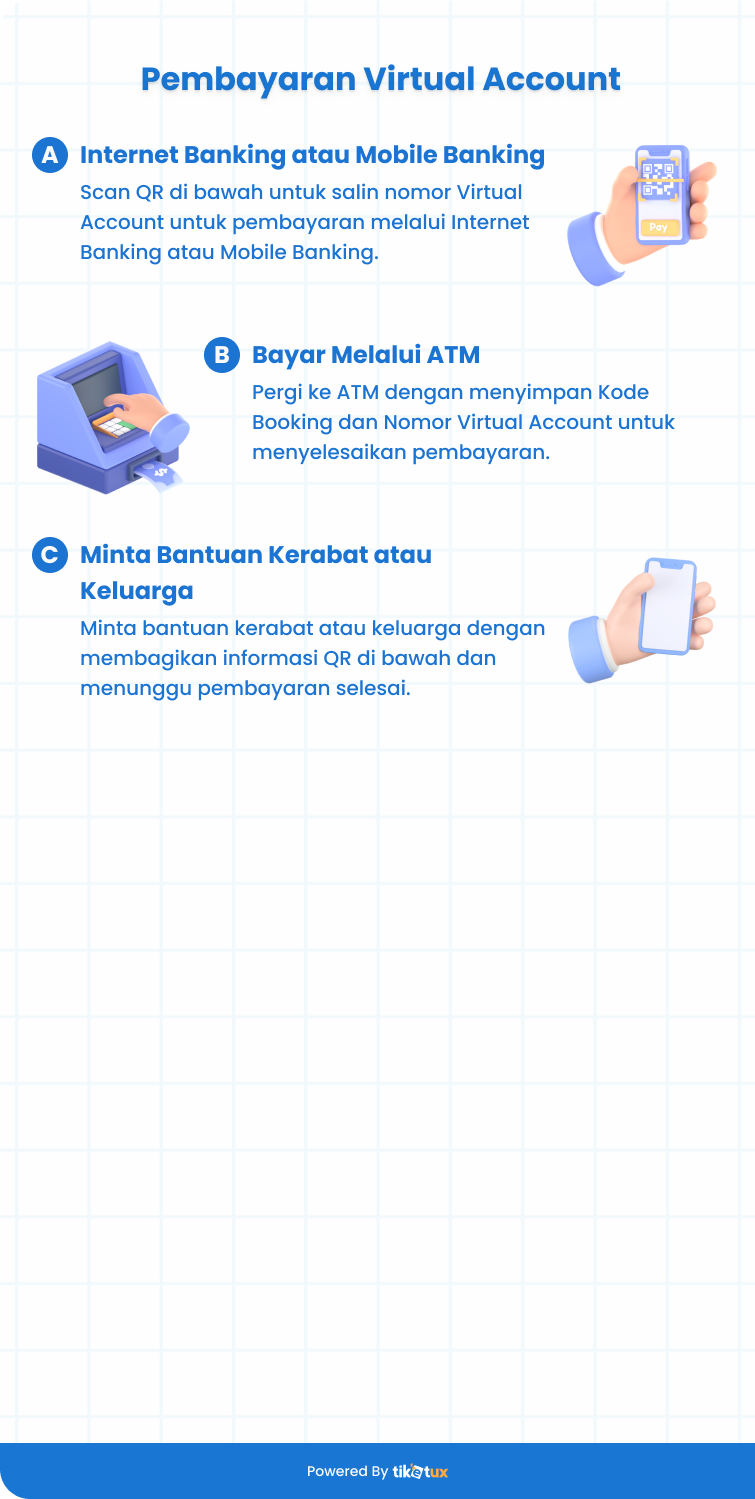 Pembayaran Virtual Account
A
Internet Banking atau Mobile Banking
Scan QR di bawah untuk salin nomor Virtual
Account untuk pembayaran melalui Internet
Banking atau Mobile Banking.
Pay
B
Bayar Melalui ATM
Pergi ke ATM dengan menyimpan Kode
Booking dan Nomor Virtual Account untuk
menyelesaikan pembayaran.
C
Minta Bantuan Kerabat atau
Keluarga
Minta bantuan kerabat atau keluarga dengan
membagikan informasi QR di bawah dan
menunggu pembayaran selesai.
Powered By tiketux